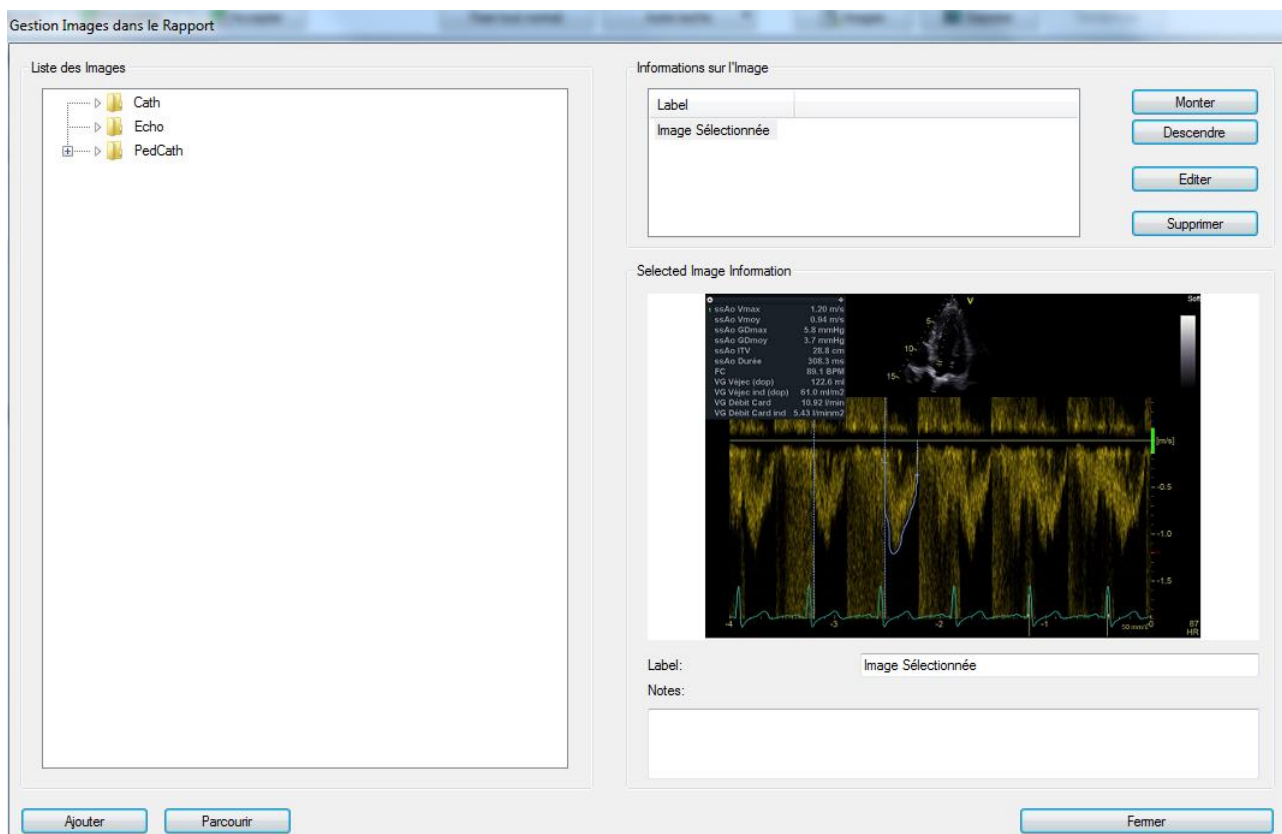 Gestion Images dans le Rapport
Liste des Images
Cath
Echo
PedCath
Ajouter
Parcourir
Informations sur l'Image
Label
Image Sélectionnée
Monter
Descendre
Editer
Supprimer
Selected Image Information
1 ssAo Vmax 1.20 m/s
ssAo Vmoy 0.94 m/s
ssAo GDmax 5.8 mmHg
ssAo GDmoy 3.7 mmHg
ssAo ITV 28.8 cm
ssAo Durée 308.3 ms
FC 89.1 BPM
VG Véjec (dop) 122.6 ml
VG Véjec ind (dop) 61.0 ml/m2
VG Débit Card 10.92 l/min
VG Débit Card ind 5.43 l/minm2
V
5
10
15
[m/s]
-0.5
-1.0
-1.5
-4 -3 -2 -1 0
87
HR
Label: Image Sélectionnée
Notes:
Fermer